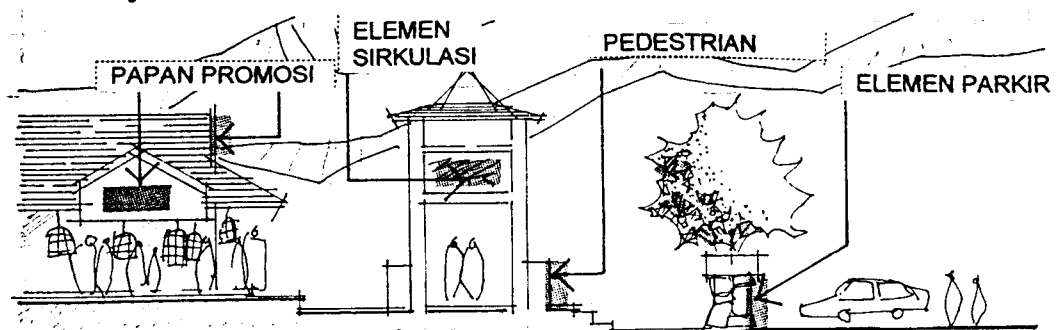 PAPAN PROMOSI
ELEMEN
SIRKULASI
PEDESTRIAN
ELEMEN PARKIR